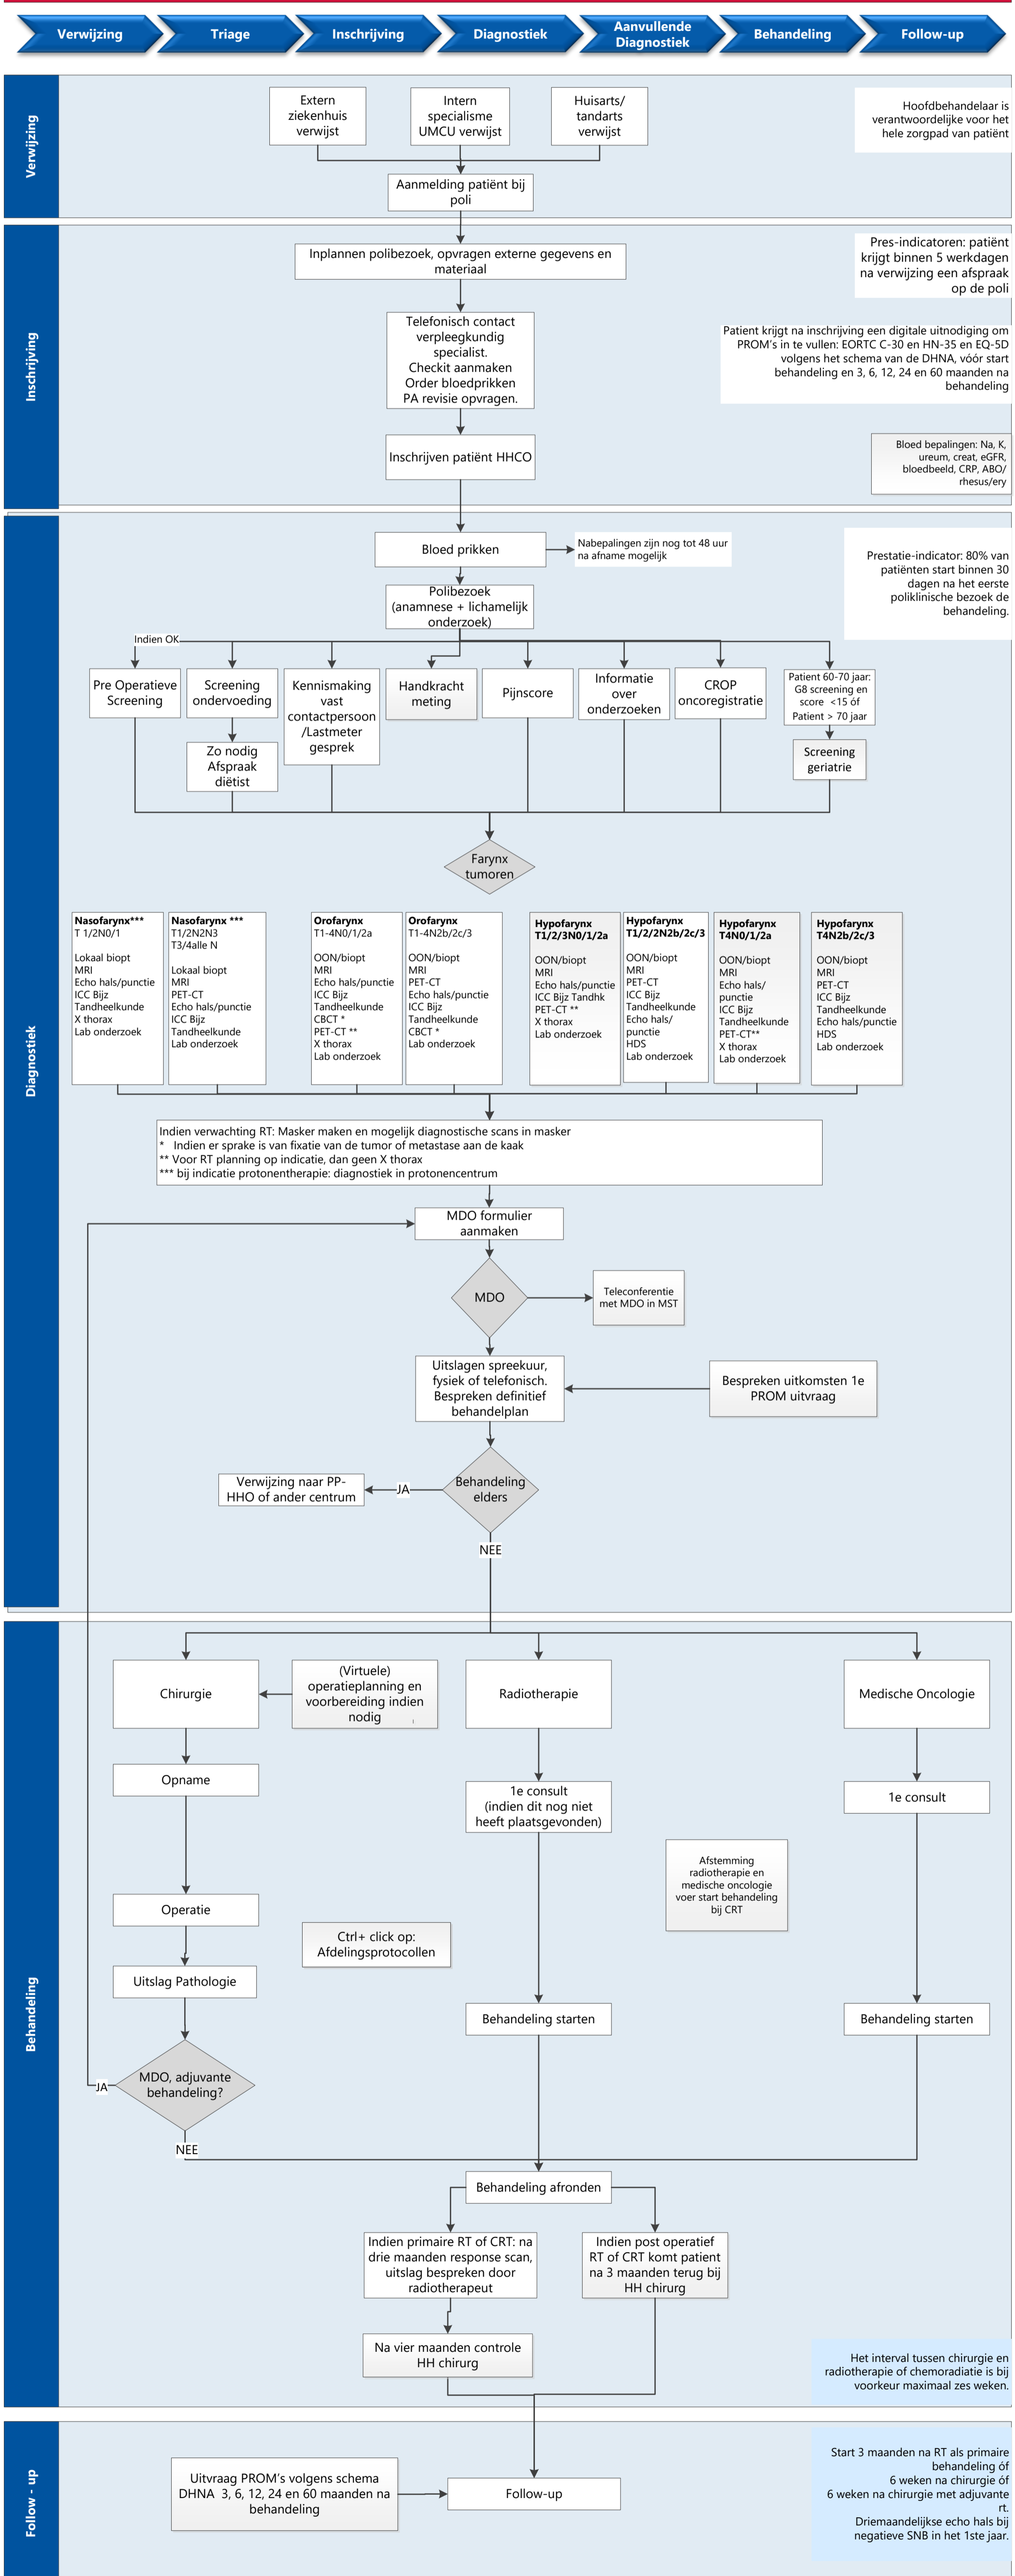 Verwijzing
Triage
Inschrijving
Diagnostiek
Aanvullende
Diagnostiek
Behandeling
Follow-up
Verwijzing
Extern
ziekenhuis
verwijst
Intern
specialisme
UMCU verwijst
Huisarts/
tandarts
verwijst
Hoofdbehandelaar is
verantwoordelijke voor het
hele zorgpad van patiënt
Aanmelding patiënt bij
poli
Inschrijving
Inplannen polibezoek, opvragen externe gegevens en
materiaal
Pres-indicatoren: patiënt
krijgt binnen 5 werkdagen
na verwijzing een afspraak
op de poli
Telefonisch contact
verpleegkundig
specialist.
Checkit aanmaken
Order bloedprikken
PA revisie opvragen.
Patient krijgt na inschrijving een digitale uitnodiging om
PROM's in te vullen: EORTC C-30 en HN-35 en EQ-5D
volgens het schema van de DHNA, vóór start
behandeling en 3, 6, 12, 24 en 60 maanden na
behandeling
Inschrijven patiënt HHCO
Bloed bepalingen: Na, K,
ureum, creat, eGFR,
bloedbeeld, CRP, ABO/
rhesus/ery
Diagnostiek
Bloed prikken
Nabepalingen zijn nog tot 48 uur
na afname mogelijk
Prestatie-indicator: 80% van
patiënten start binnen 30
dagen na het eerste
poliklinische bezoek de
behandeling.
Polibezoek
(anamnese + lichamelijk
onderzoek)
Indien OK
Pre Operatieve
Screening
Screening
ondervoeding
Kennismaking
vast
contactpersoon
/Lastmeter
gesprek
Handkracht
meting
Pijnscore
Informatie
over
onderzoeken
CROP
oncoregistratie
Patient 60-70 jaar:
G8 screening en
score <15 óf
Patient > 70 jaar
Zo nodig
Afspraak
diëtist
Screening
geriatrie
Farynx
tumoren
Nasofarynx***
T 1/2N0/1
Lokaal biopt
MRI
Echo hals/punctie
ICC Bijz
Tandheelkunde
X thorax
Lab onderzoek
Nasofarynx ***
T1/2N2N3
T3/4alle N
Lokaal biopt
MRI
PET-CT
Echo hals/punctie
ICC Bijz
Tandheelkunde
Lab onderzoek
Orofarynx
T1-4N0/1/2a
OON/biopt
MRI
Echo hals/punctie
ICC Bijz
Tandheelkunde
CBCT *
PET-CT **
X thorax
Lab onderzoek
Orofarynx
T1-4N2b/2c/3
OON/biopt
MRI
PET-CT
Echo hals/punctie
ICC Bijz
Tandheelkunde
CBCT *
Lab onderzoek
Hypofarynx
T1/2/3N0/1/2a
OON/biopt
MRI
Echo hals/punctie
ICC Bijz Tandhk
PET-CT **
X thorax
Lab onderzoek
Hypofarynx
T1/2/2N2b/2c/3
OON/biopt
MRI
PET-CT
ICC Bijz
Tandheelkunde
Echo hals/
punctie
HDS
Lab onderzoek
Hypofarynx
T4N0/1/2a
OON/biopt
MRI
Echo hals/
punctie
ICC Bijz
Tandheelkunde
PET-CT**
X thorax
Lab onderzoek
Hypofarynx
T4N2b/2c/3
OON/biopt
MRI
PET-CT
ICC Bijz
Tandheelkunde
Echo hals/punctie
HDS
Lab onderzoek
Indien verwachting RT: Masker maken en mogelijk diagnostische scans in masker
* Indien er sprake is van fixatie van de tumor of metastase aan de kaak
** Voor RT planning op indicatie, dan geen X thorax
*** bij indicatie protonentherapie: diagnostiek in protonencentrum
MDO formulier
aanmaken
MDO
Teleconferentie
met MDO in MST
Uitslagen spreekuur,
fysiek of telefonisch.
Bespreken definitief
behandelplan
Bespreken uitkomsten 1e
PROM uitvraag
Behandeling
elders
JA
Verwijzing naar PP-
HHO of ander centrum
NEE
Behandeling
Chirurgie
(Virtuele)
operatieplanning en
voorbereiding indien
nodig
Radiotherapie
Medische Oncologie
Opname
1e consult
(indien dit nog niet
heeft plaatsgevonden)
1e consult
Afstemming
radiotherapie en
medische oncologie
voer start behandeling
bij CRT
Operatie
Ctrl+ click op:
Afdelingsprotocollen
Uitslag Pathologie
Behandeling starten
Behandeling starten
MDO, adjuvante
behandeling?
JA
NEE
Behandeling afronden
Indien primaire RT of CRT: na
drie maanden response scan,
uitslag bespreken door
radiotherapeut
Indien post operatief
RT of CRT komt patient
na 3 maanden terug bij
HH chirurg
Na vier maanden controle
HH chirurg
Het interval tussen chirurgie en
radiotherapie of chemoradiatie is bij
voorkeur maximaal zes weken.
Follow - up
Uitvraag PROM's volgens schema
DHNA 3, 6, 12, 24 en 60 maanden na
behandeling
Follow-up
Start 3 maanden na RT als primaire
behandeling óf
6 weken na chirurgie óf
6 weken na chirurgie met adjuvante
rt.
Driemaandelijkse echo hals bij
negatieve SNB in het 1ste jaar.